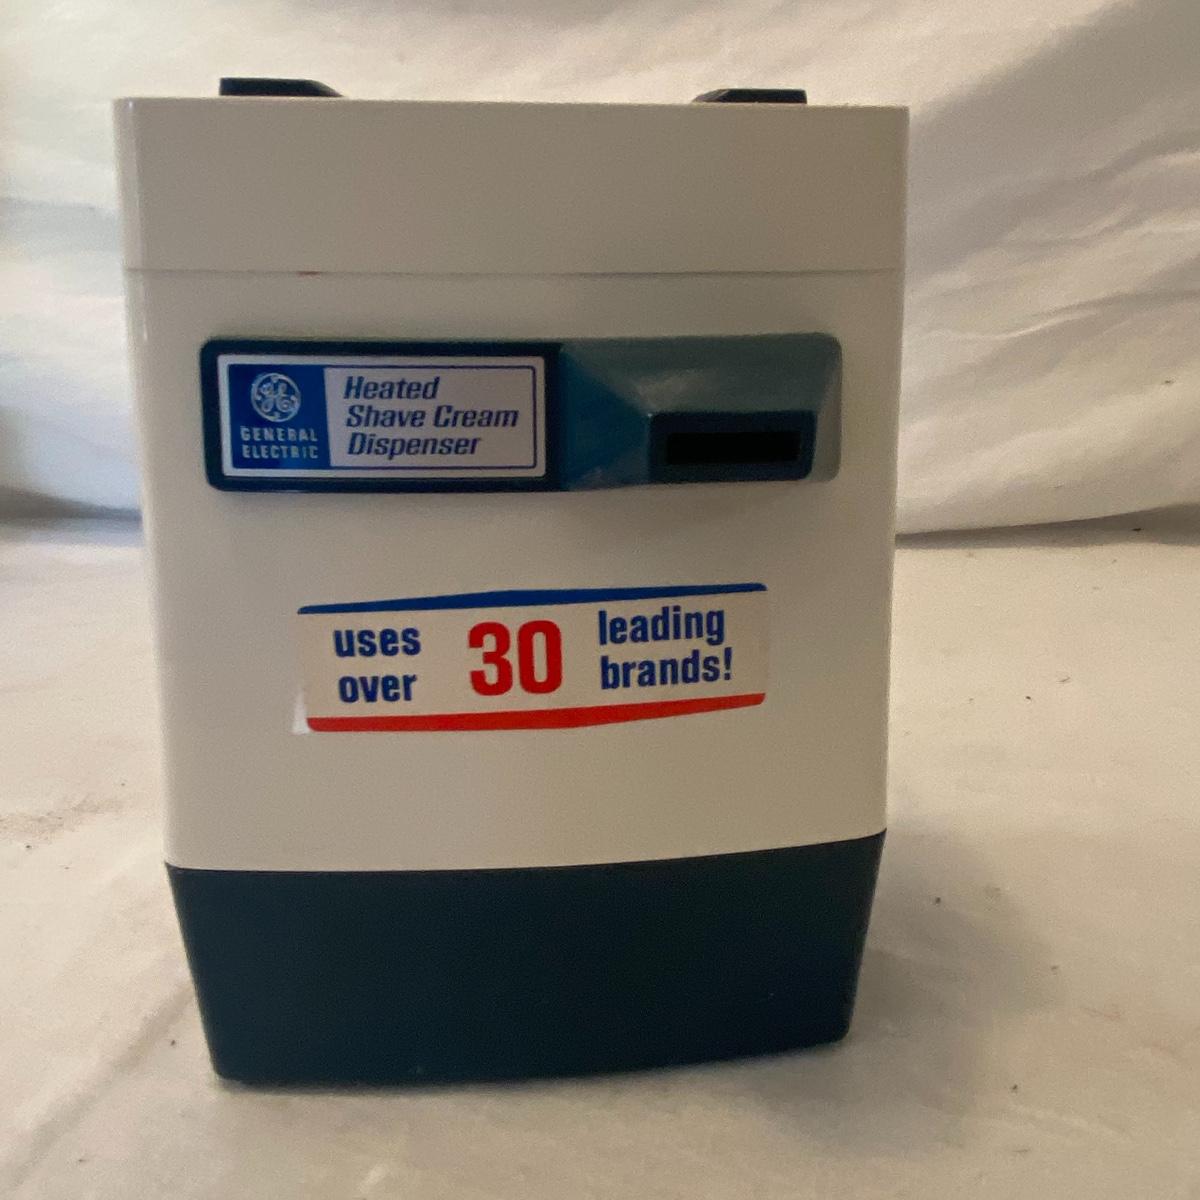 GE
GENERAL
ELECTRIC
Heated
Shave Cream
Dispenser
uses
over
30
leading
brands!